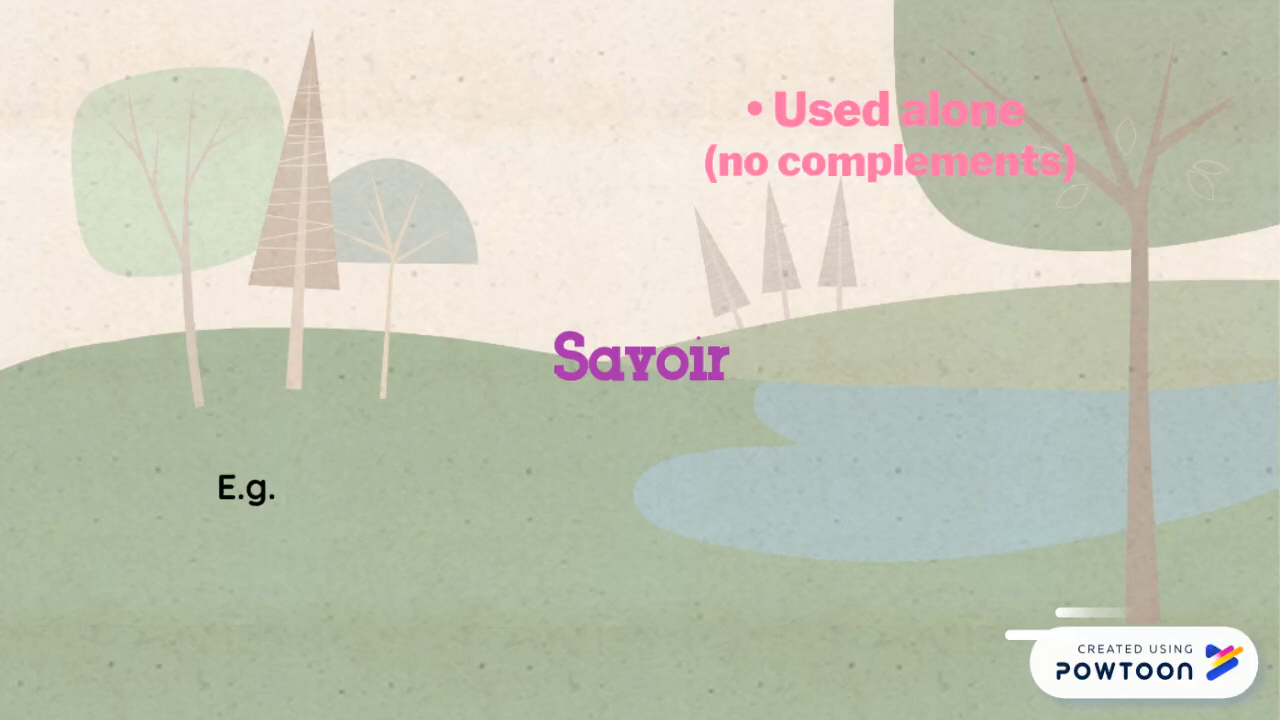 • Used alone
(no complements)
Savoir
E.g.
CREATED USING
POWTOON